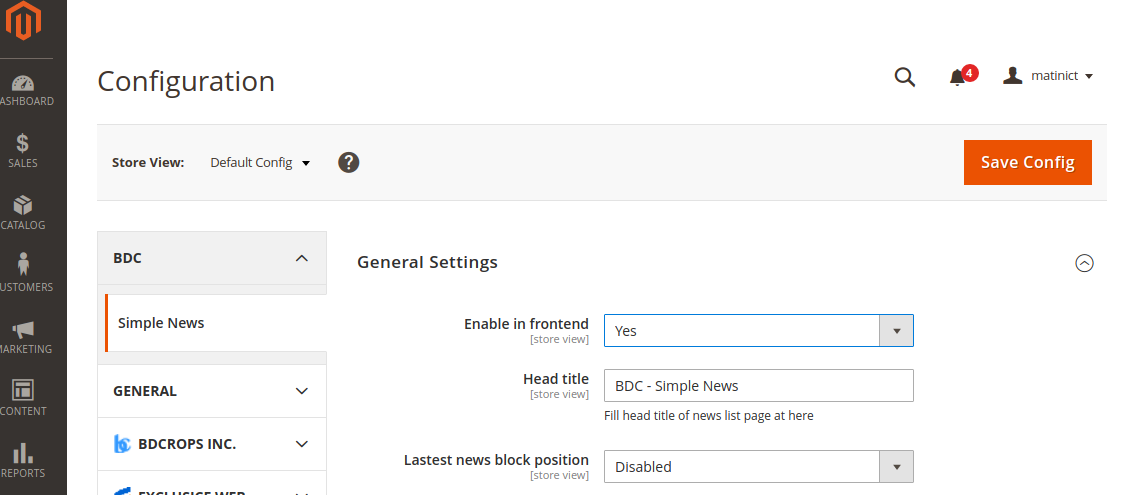 Configuration
4
matinict
ASHBOARD
Store View: Default Config ?
Save Config
$
SALES
CATALOG
USTOMERS
MARKETING
CONTENT
REPORTS
BDC
Simple News
GENERAL
BDCROPS INC.
EXCLUSICE WEB
General Settings
Enable in frontend
[store view]
Yes
Head title
[store view]
BDC - Simple News
Fill head title of news list page at here
Lastest news block position
[store view]
Disabled